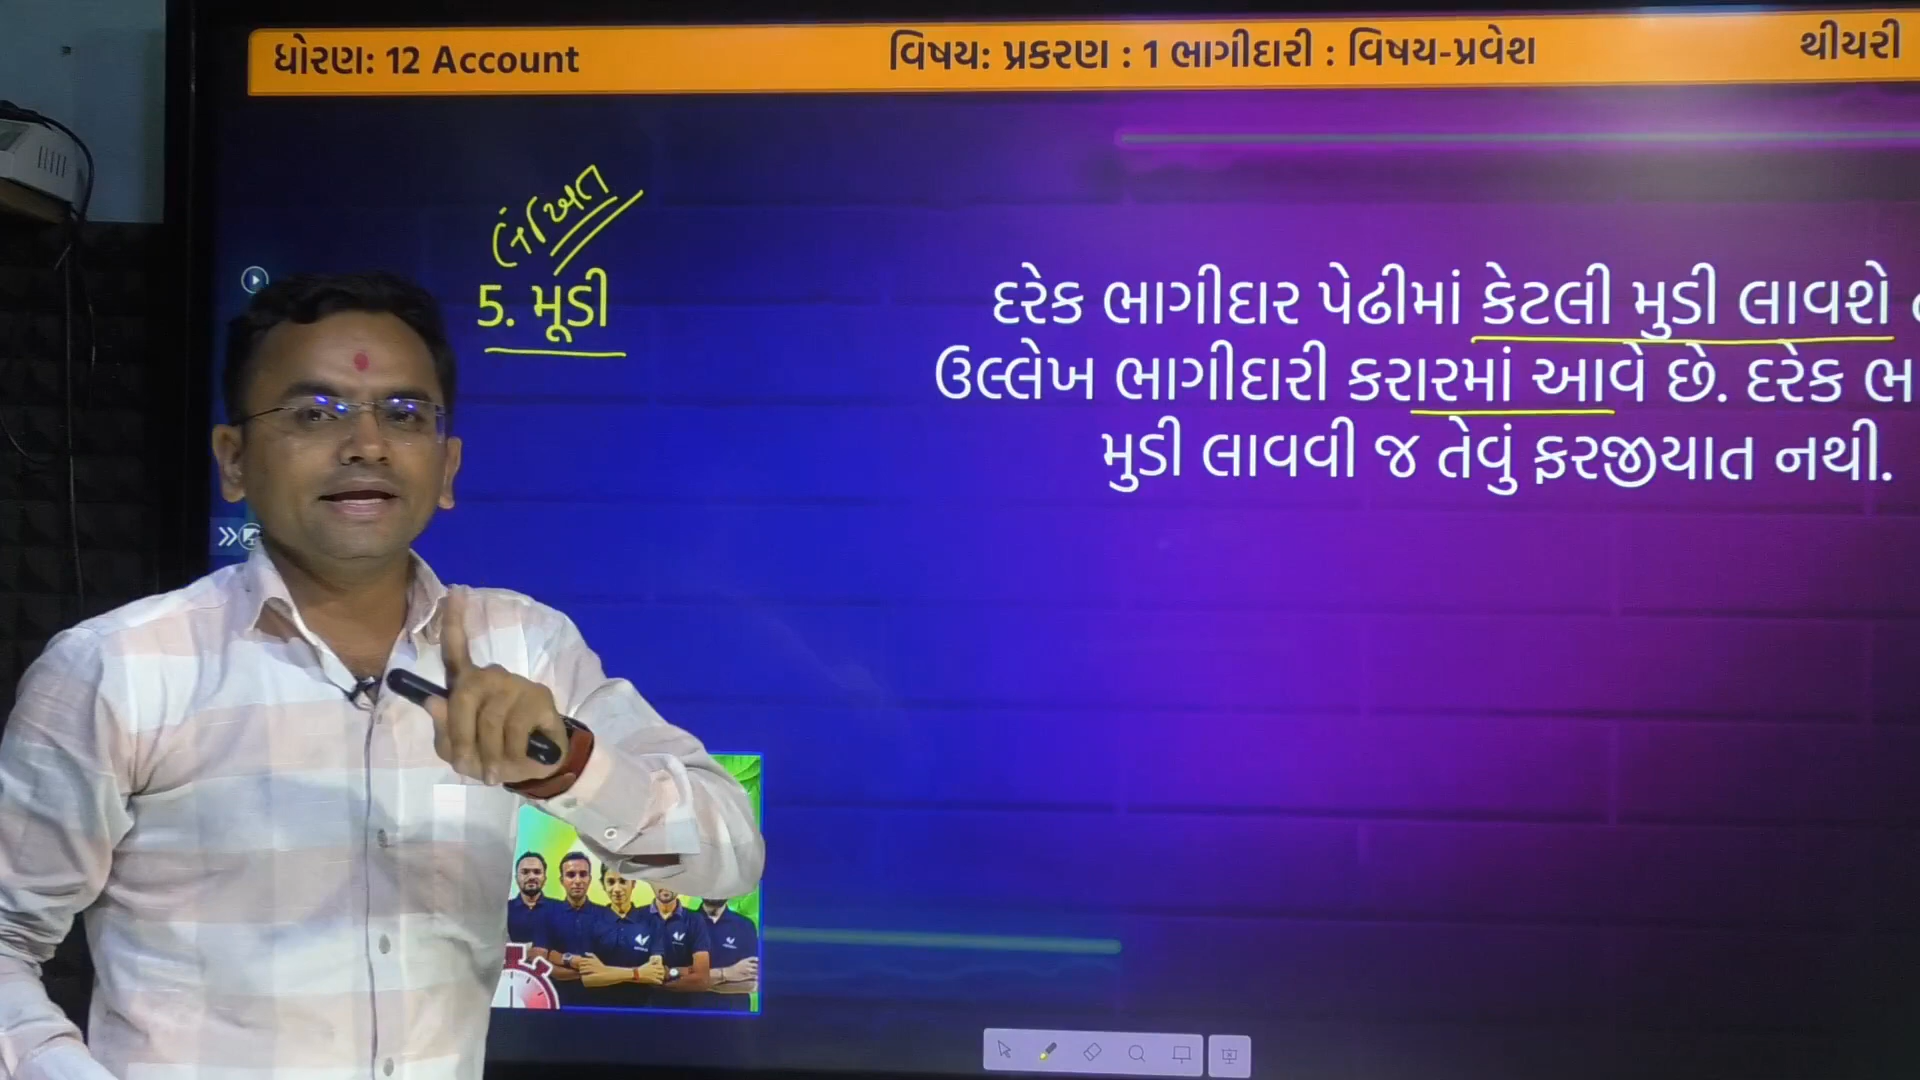 ધોરણ: 12 Account
વિષય: પ્રકરણ : 1 ભાગીદારી : વિષય-પ્રવેશ
થીયરી
5. મૂડી
દરેક ભાગીદાર પેઢીમાં કેટલી મુડી લાવશે
ઉલ્લેખ ભાગીદારી કરારમાં આવે છે. દરેક ભ
મુડી લાવવી જ તેવું ફરજીયાત નથી.